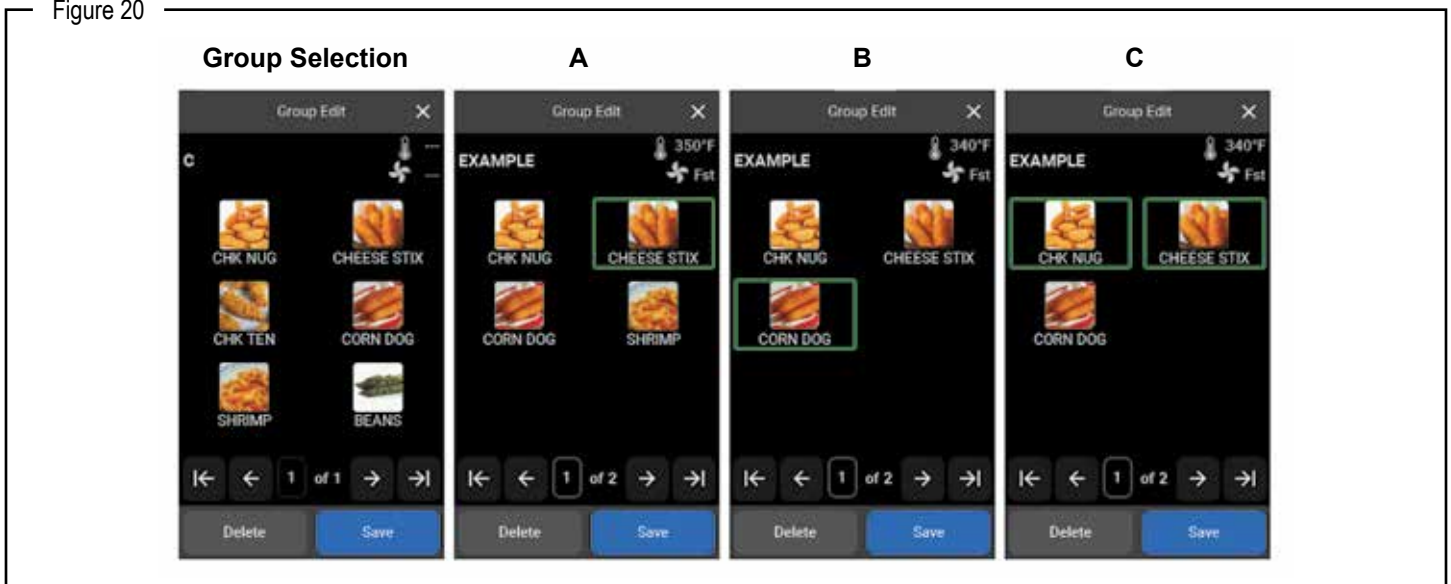 Figure 20
Group Selection
A
B
C
Group Edit ×
C
---
---
CHK NUG CHEESE STIX
CHK TEN CORN DOG
SHRIMP BEANS
1 of 1
Delete Save
Group Edit ×
EXAMPLE
350°F
Fst
CHK NUG CHEESE STIX
CORN DOG SHRIMP
1 of 2
Delete Save
Group Edit ×
EXAMPLE
340°F
Fst
CHK NUG CHEESE STIX
CORN DOG
1 of 2
Delete Save
Group Edit ×
EXAMPLE
340°F
Fst
CHK NUG CHEESE STIX
CORN DOG
1 of 2
Delete Save